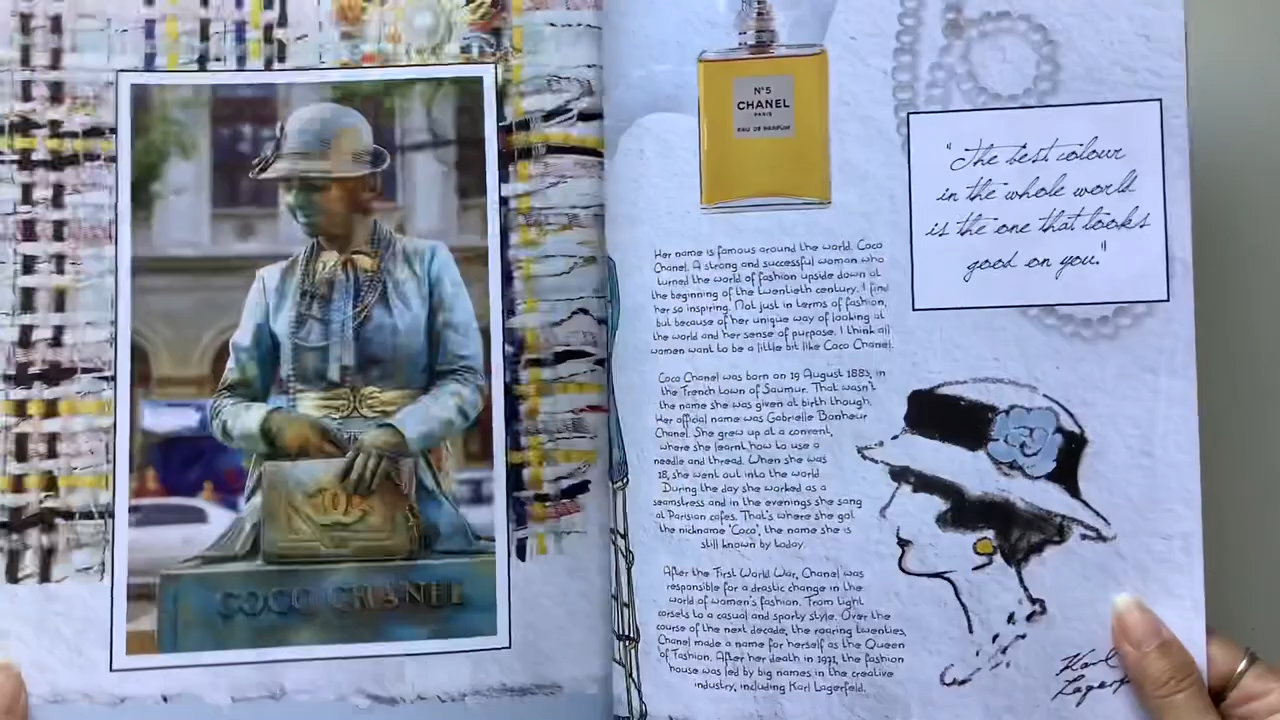 COCO CHANEL
N°5
CHANEL
PARIS
EAU DE PARFUM
"The best colour
in the whole world
is the one that looks
good on you."
Her name is famous around the world. Coco
Chanel. A strong and successful woman who
turned the world of fashion upside down at
the beginning of the twentieth century. I find
her so inspiring. Not just in terms of fashion,
but because of her unique way of looking at
the world and her sense of purpose. I think all
women want to be a little bit like Coco Chanel.
Coco Chanel was born on 19 August 1883, in
the French town of Saumur. That wasn't
the name she was given at birth though.
Her official name was Gabrielle Bonheur
Chanel. She grew up at a convent,
where she learnt how to use a
needle and thread. When she was
18, she went out into the world.
During the day she worked as a
seamstress and in the evenings she sang
at Parisian cafes. That's where she got
the nickname 'Coco', the name she is
still known by today.
After the First World War, Chanel was
responsible for a drastic change in the
world of women's fashion. From tight
corsets to a casual and sporty style. Over the
course of the next decade, the roaring twenties,
Chanel made a name for herself as the Queen
of Fashion. After her death in 1971, the fashion
house was led by big names in the creative
industry, including Karl Lagerfeld.
Karl
Lagerf